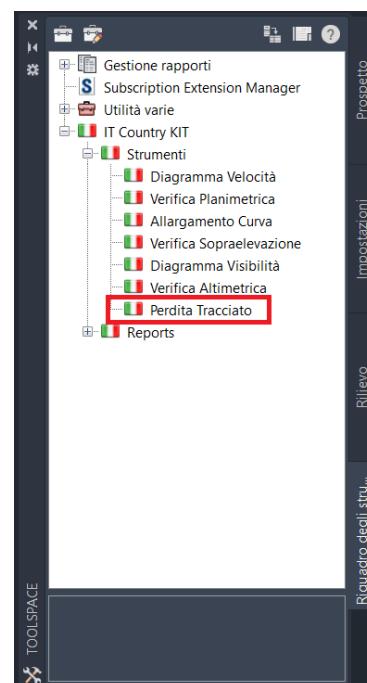 Gestione rapporti
Subscription Extension Manager
Utilità varie
IT Country KIT
Strumenti
Diagramma Velocità
Verifica Planimetrica
Allargamento Curva
Verifica Sopraelevazione
Diagramma Visibilità
Verifica Altimetrica
Perdita Tracciato
Reports
Prospetto
Impostazioni
Rilievo
Riquadro degli stru...
TOOLSPACE